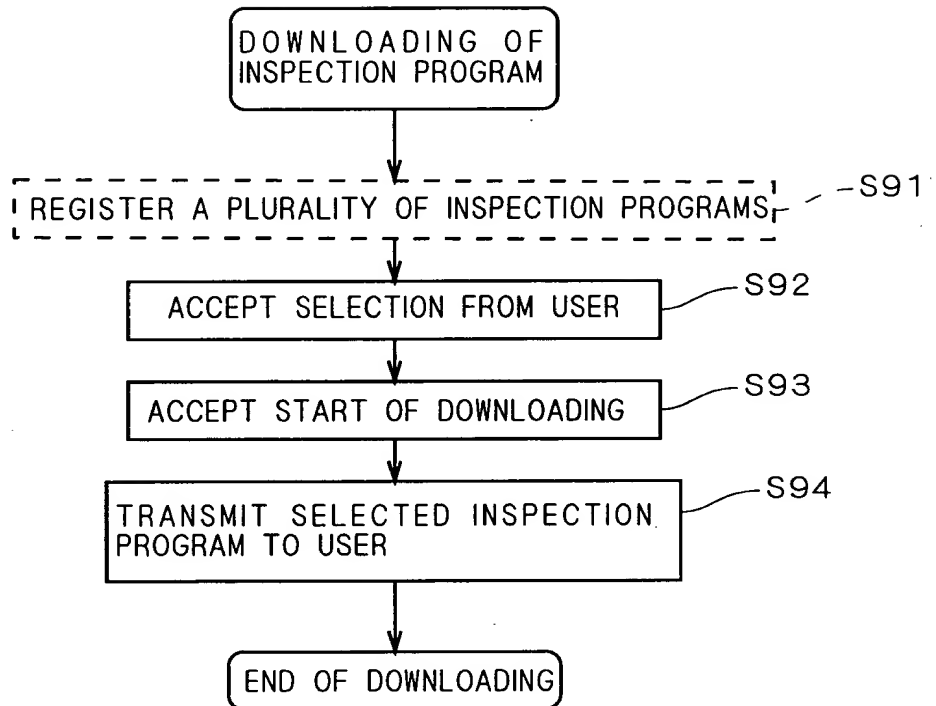 DOWNLOADING OF
INSPECTION PROGRAM
REGISTER A PLURALITY OF INSPECTION PROGRAMS
S91
ACCEPT SELECTION FROM USER
S92
ACCEPT START OF DOWNLOADING
S93
TRANSMIT SELECTED INSPECTION
PROGRAM TO USER
S94
END OF DOWNLOADING